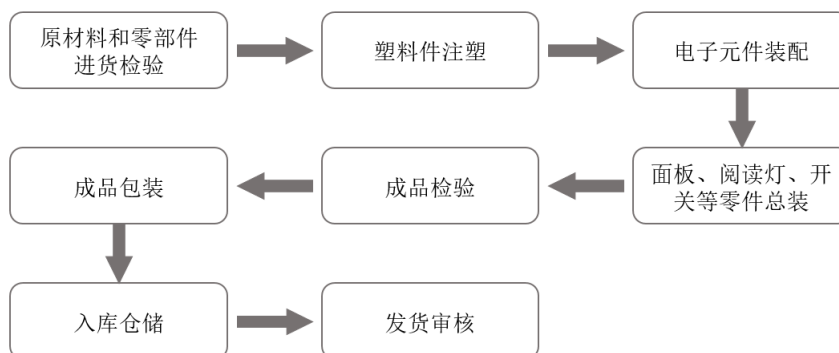 原材料和零部件
进货检验
塑料件注塑
电子元件装配
面板、阅读灯、开
关等零件总装
成品检验
成品包装
入库仓储
发货审核